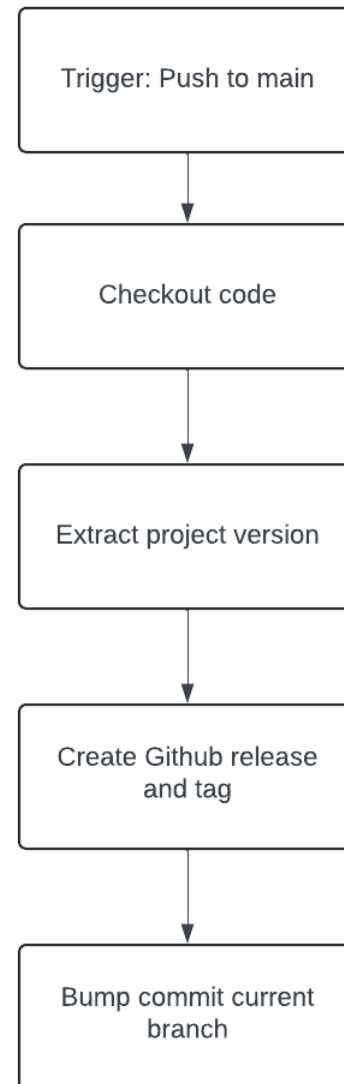 Trigger: Push to main
Checkout code
Extract project version
Create Github release
and tag
Bump commit current
branch